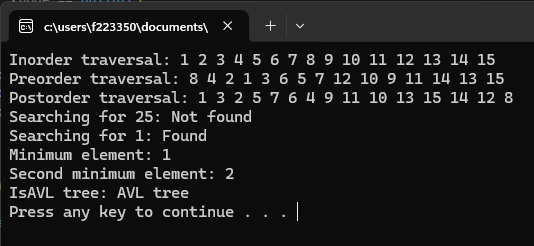 c:\users\f223350\documents\
Inorder traversal: 1 2 3 4 5 6 7 8 9 10 11 12 13 14 15
Preorder traversal: 8 4 2 1 3 6 5 7 12 10 9 11 14 13 15
Postorder traversal: 1 3 2 5 7 6 4 9 11 10 13 15 14 12 8
Searching for 25: Not found
Searching for 1: Found
Minimum element: 1
Second minimum element: 2
IsAVL tree: AVL tree
Press any key to continue . . .